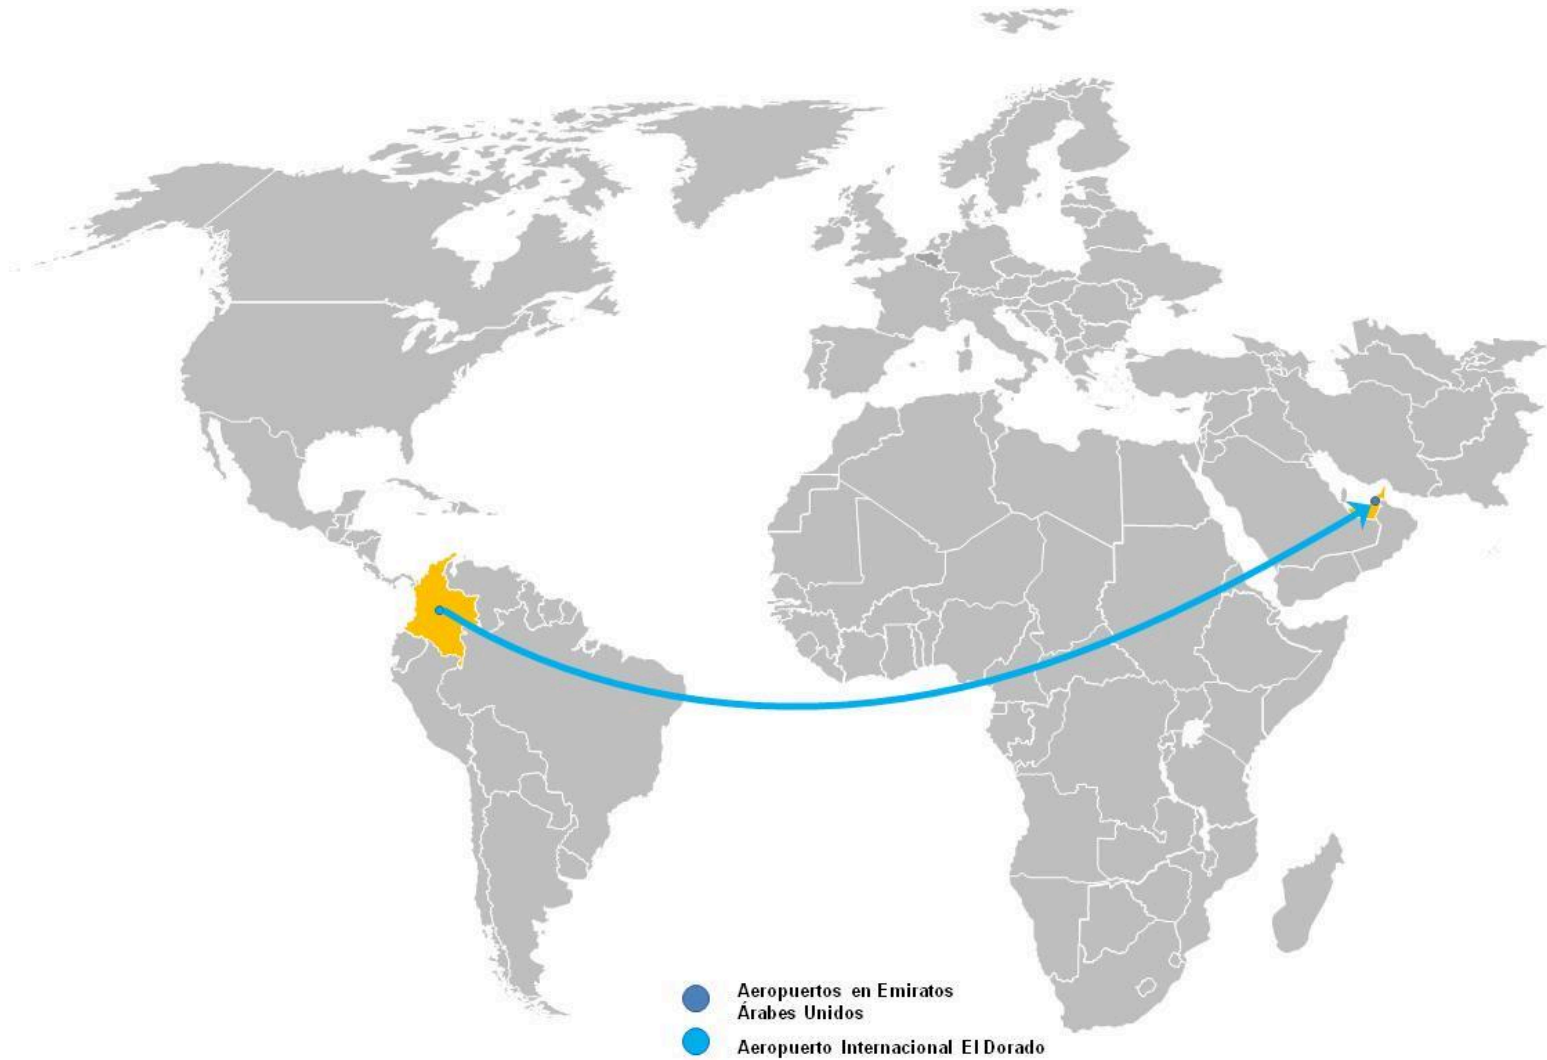 Aeropuertos en Emiratos
Árabes Unidos
Aeropuerto Internacional El Dorado